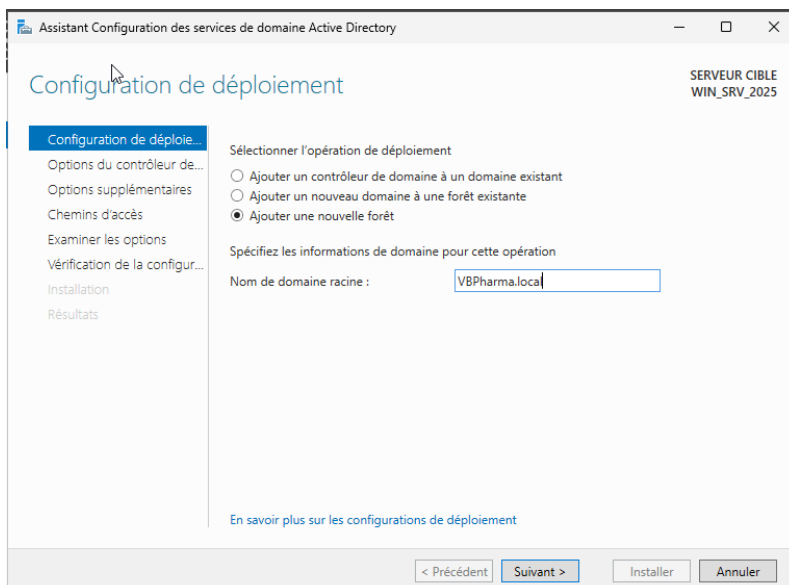 Assistant Configuration des services de domaine Active Directory
Configuration de déploiement
SERVEUR CIBLE
WIN_SRV_2025
Configuration de déploie...
Options du contrôleur de...
Options supplémentaires
Chemins d'accès
Examiner les options
Vérification de la configur...
Installation
Résultats
Sélectionner l'opération de déploiement
Ajouter un contrôleur de domaine à un domaine existant
Ajouter un nouveau domaine à une forêt existante
Ajouter une nouvelle forêt
Spécifiez les informations de domaine pour cette opération
Nom de domaine racine : VBPharma.local
En savoir plus sur les configurations de déploiement
< Précédent Suivant > Installer Annuler